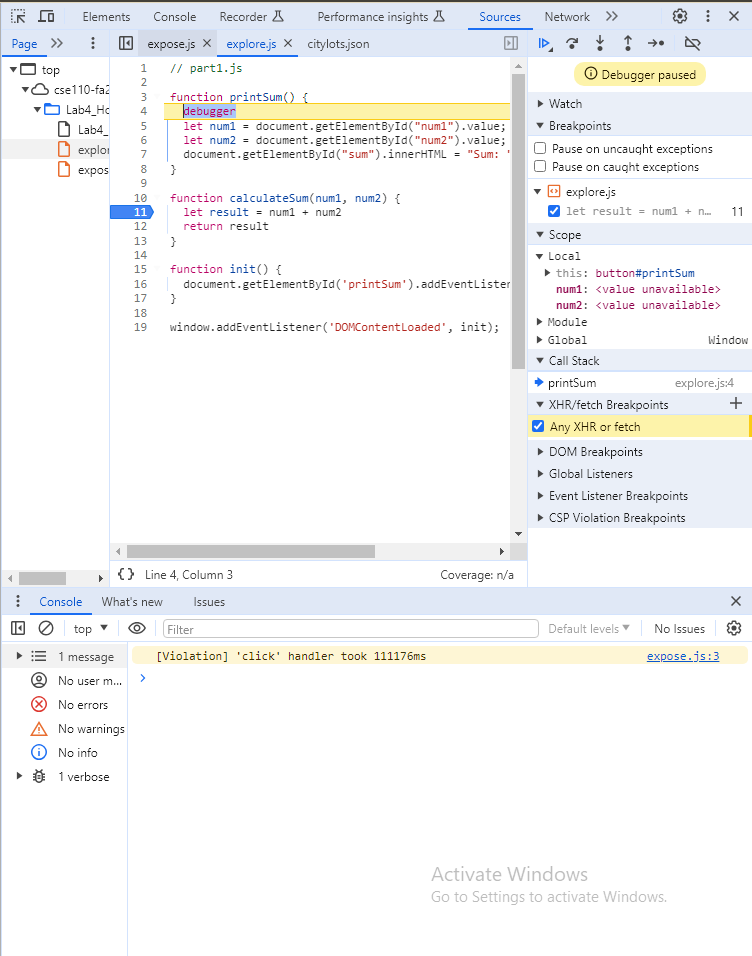 Elements Console Recorder Performance insights Sources Network
Page
expose.js
explore.js
citylots.json
top
cse110-fa2
Lab4_Ho
Lab4_
explor
expos
1 // part1.js
2
3 function printSum() {
4 debugger
5 let num1 = document.getElementById("num1").value;
6 let num2 = document.getElementById("num2").value;
7 document.getElementById("sum").innerHTML = "Sum: "
8 }
9
10 function calculateSum(num1, num2) {
11 let result = num1 + num2
12 return result
13 }
14
15 function init() {
16 document.getElementById('printSum').addEventListen
17 }
18
19 window.addEventListener('DOMContentLoaded', init);
{} Line 4, Column 3 Coverage: n/a
Debugger paused
Watch
Breakpoints
Pause on uncaught exceptions
Pause on caught exceptions
explore.js
let result = num1 + n… 11
Scope
Local
this: button#printSum
num1: <value unavailable>
num2: <value unavailable>
Module
Global Window
Call Stack
printSum explore.js:4
XHR/fetch Breakpoints
Any XHR or fetch
DOM Breakpoints
Global Listeners
Event Listener Breakpoints
CSP Violation Breakpoints
Console What's new Issues
top Filter Default levels No Issues
1 message
No user m...
No errors
No warnings
No info
1 verbose
[Violation] 'click' handler took 111176ms expose.js:3
Activate Windows
Go to Settings to activate Windows.